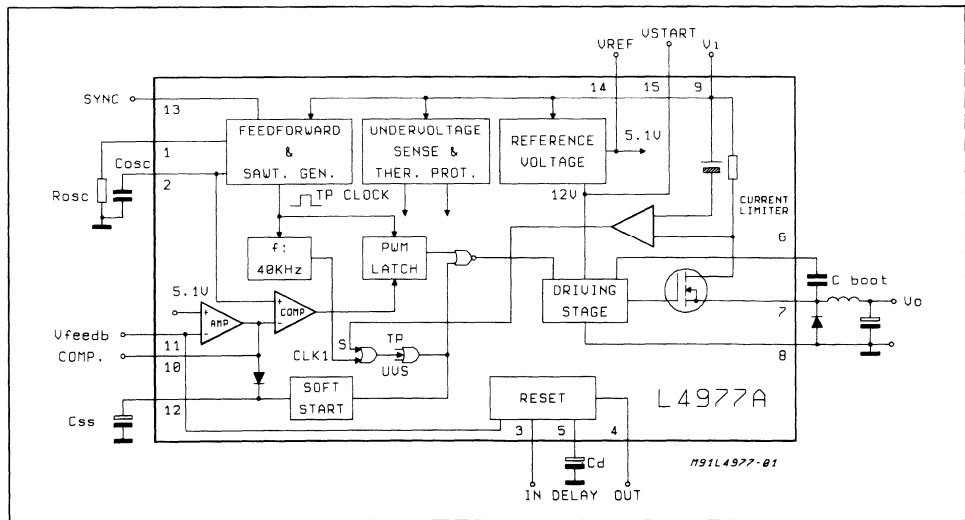 VSTART
VREF
Vi
14 15 9
SYNC
13
FEEDFORWARD
&
SAWT. GEN.
UNDERVOLTAGE
SENSE &
THER. PROT.
REFERENCE
VOLTAGE
5.1V
1
Cosc
2
Rosc
12V
TP CLOCK
CURRENT
LIMITER
6
f:
40KHz
PWM
LATCH
C boot
DRIVING
STAGE
5.1V
+
AMP
-
+
COMP
-
7
Vo
Vfeedb
11
COMP.
10
S
CLK1
TP
UVS
8
SOFT
START
12
Css
RESET
L4977A
3 5 4
Cd
M91L4977-01
IN DELAY OUT